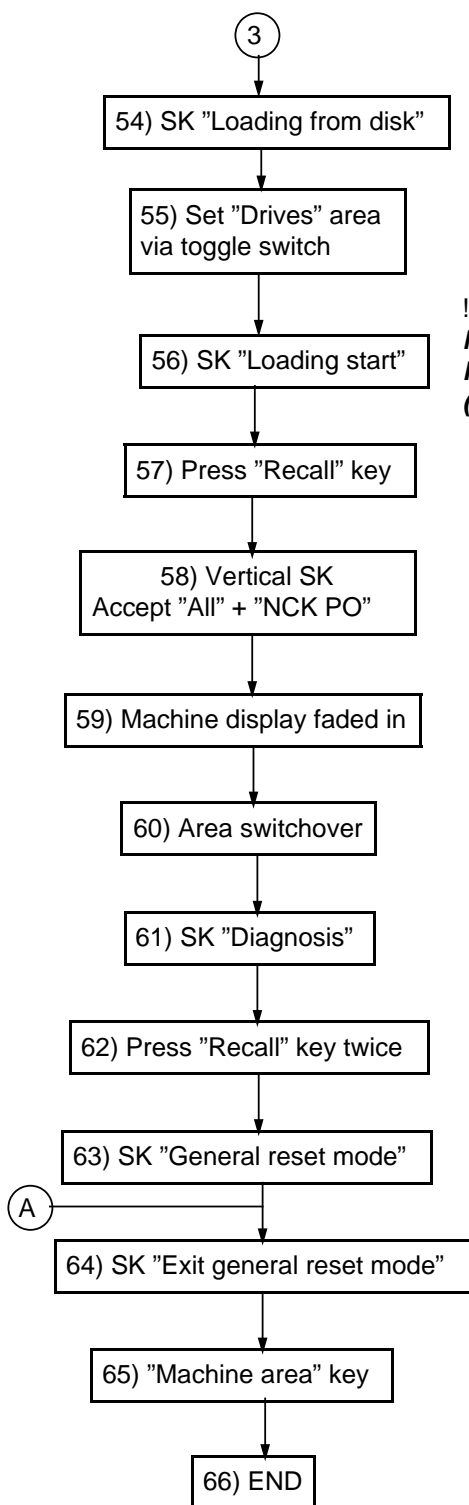 3
54) SK ”Loading from disk”
55) Set ”Drives” area
via toggle switch
!
56) SK ”Loading start”
(
57) Press ”Recall” key
58) Vertical SK
Accept ”All” + ”NCK PO”
59) Machine display faded in
60) Area switchover
61) SK ”Diagnosis”
62) Press ”Recall” key twice
63) SK ”General reset mode”
A
64) SK ”Exit general reset mode”
65) ”Machine area” key
66) END